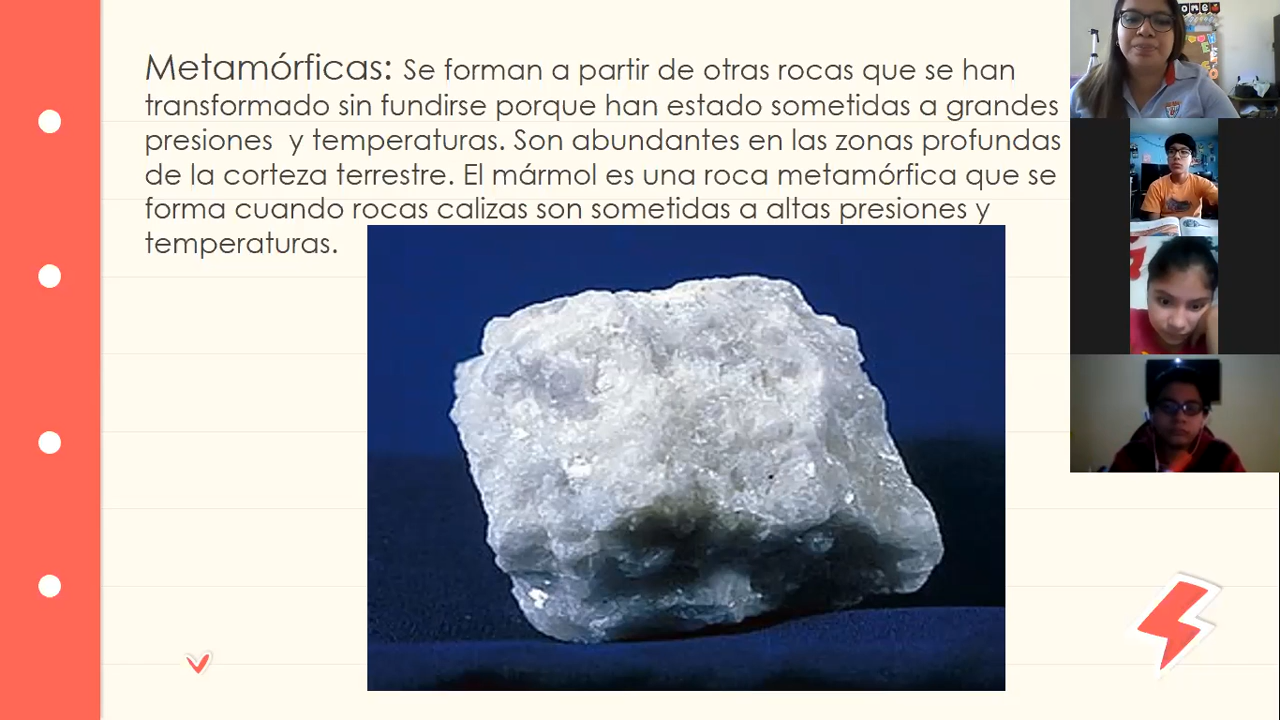 Metamórficas: Se forman a partir de otras rocas que se han
transformado sin fundirse porque han estado sometidas a grandes
presiones  y temperaturas. Son abundantes en las zonas profundas
de la corteza terrestre. El mármol es una roca metamórfica que se
forma cuando rocas calizas son sometidas a altas presiones y
temperaturas.